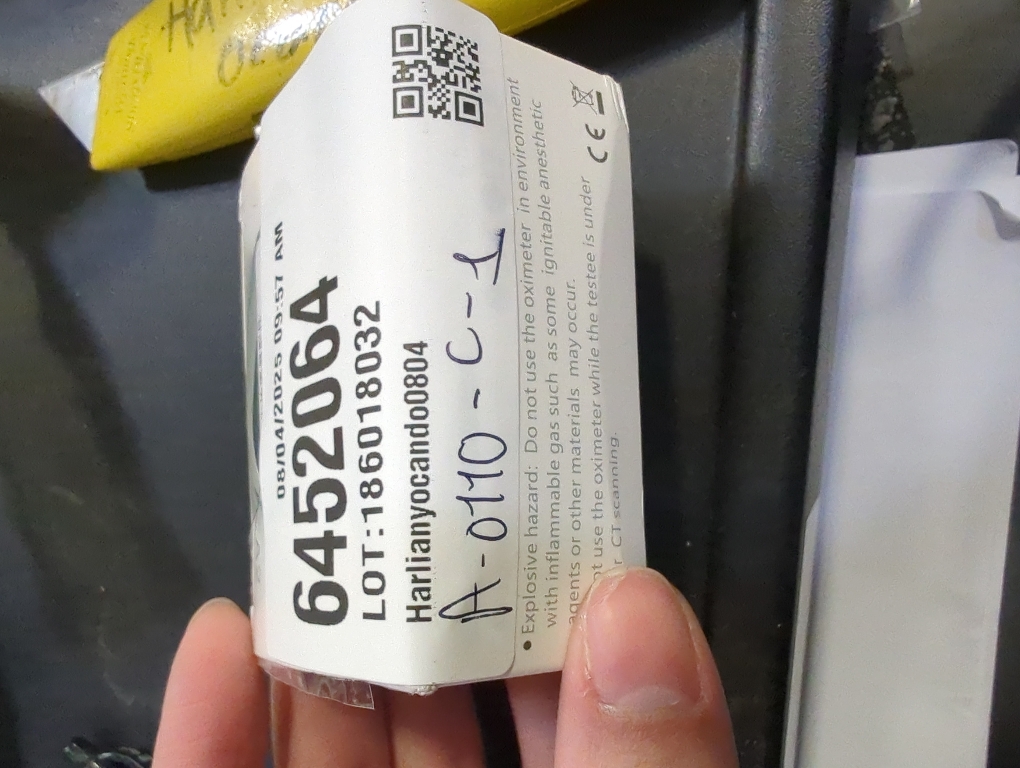 08/04/2025 09:57 AM
6452064
LOT:1860018032
Harlianyocando0804
A-0110-C-1
• Explosive hazard: Do not use the oximeter in environment
with inflammable gas such as some ignitable anesthetic
agents or other materials may occur.
use the oximeter while the testee is under
CT scanning.
CE